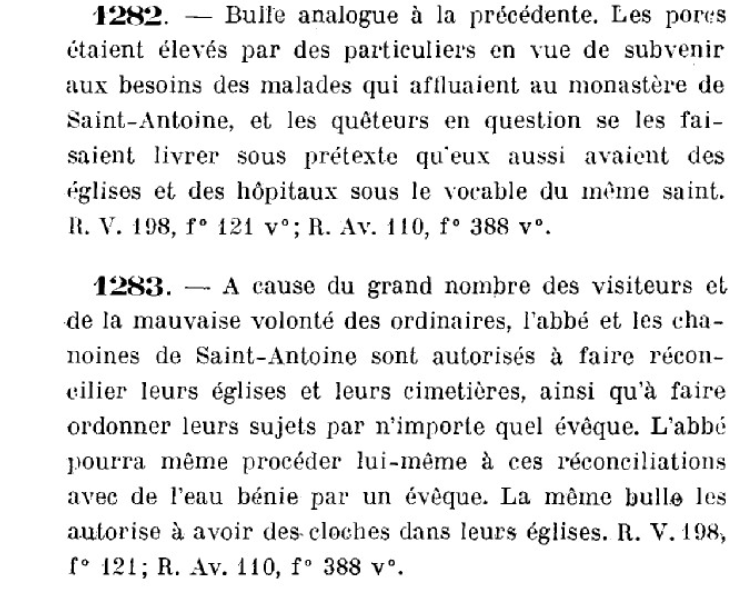 1282. — Bulle analogue à la précédente. Les porcs
étaient élevés par des particuliers en vue de subvenir
aux besoins des malades qui affluaient au monastère de
Saint-Antoine, et les quêteurs en question se les fai-
saient livrer sous prétexte qu'eux aussi avaient des
églises et des hôpitaux sous le vocable du même saint.
R. V. 198, f° 121 v°; R. Av. 110, f° 388 v°.
1283. — A cause du grand nombre des visiteurs et
de la mauvaise volonté des ordinaires, l'abbé et les cha-
noines de Saint-Antoine sont autorisés à faire récon-
cilier leurs églises et leurs cimetières, ainsi qu'à faire
ordonner leurs sujets par n'importe quel évêque. L'abbé
pourra même procéder lui-même à ces réconciliations
avec de l'eau bénie par un évêque. La même bulle les
autorise à avoir des cloches dans leurs églises. R. V. 198,
f° 121; R. Av. 110, f° 388 v°.